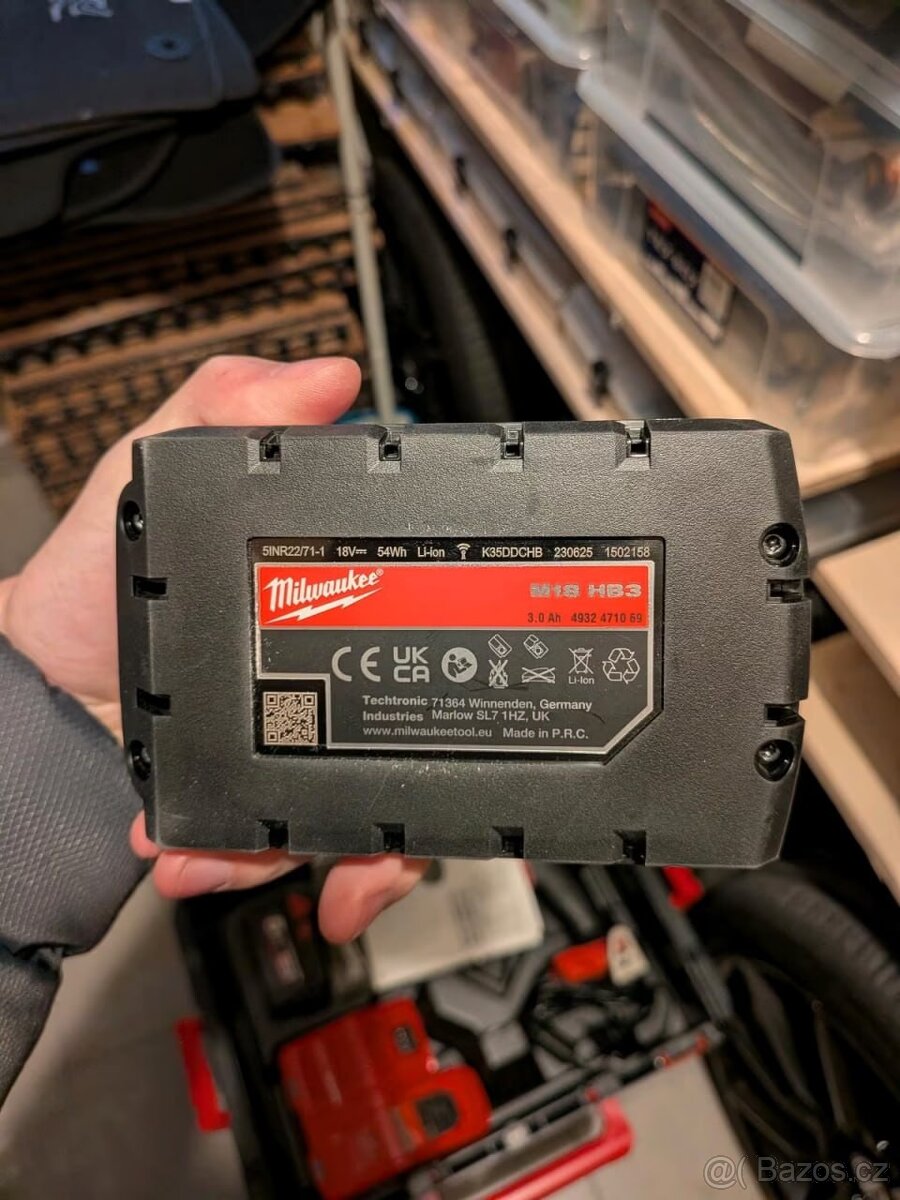 5INR22/71-1 18V⎓ 54Wh Li-Ion K35DDCHB 230625 1502158
Milwaukee®
M18 HB3
3.0 Ah 4932 4710 69
CE UK CA
Li-Ion
Techtronic 71364 Winnenden, Germany
Industries Marlow SL7 1HZ, UK
www.milwaukeetool.eu Made in P.R.C.
@( Bazos.cz